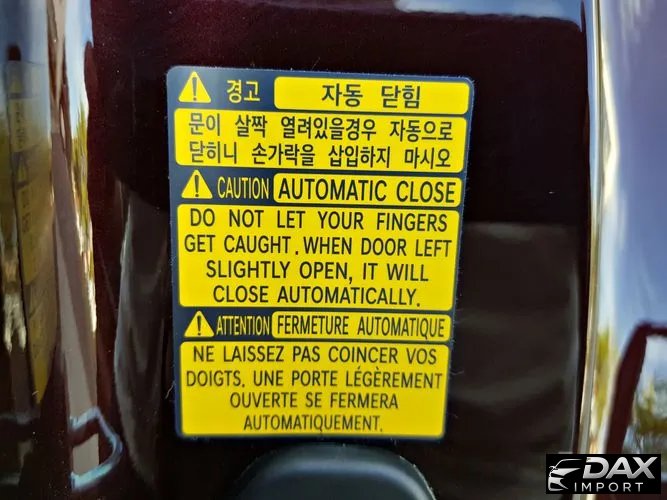 경고 자동 닫힘
문이 살짝 열려있을경우 자동으로
닫히니 손가락을 삽입하지 마시오
CAUTION AUTOMATIC CLOSE
DO NOT LET YOUR FINGERS
GET CAUGHT. WHEN DOOR LEFT
SLIGHTLY OPEN, IT WILL
CLOSE AUTOMATICALLY.
ATTENTION FERMETURE AUTOMATIQUE
NE LAISSEZ PAS COINCER VOS
DOIGTS. UNE PORTE LÉGÈREMENT
OUVERTE SE FERMERA
AUTOMATIQUEMENT.
DAX
IMPORT